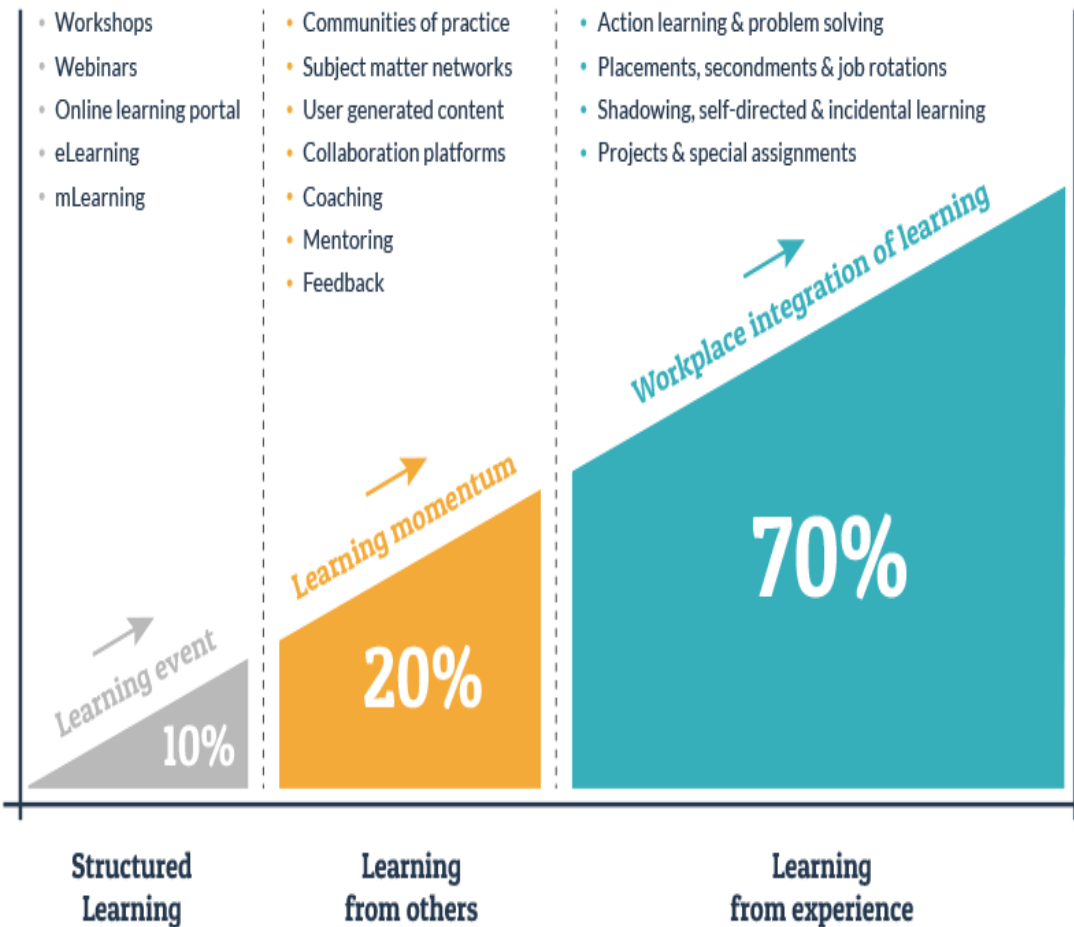 Workshops
Webinars
Online learning portal
eLearning
mLearning
Communities of practice
Subject matter networks
User generated content
Collaboration platforms
Coaching
Mentoring
Feedback
Action learning & problem solving
Placements, secondments & job rotations
Shadowing, self-directed & incidental learning
Projects & special assignments
Learning event
10%
Learning momentum
20%
Workplace integration of learning
70%
Structured
Learning
Learning
from others
Learning
from experience